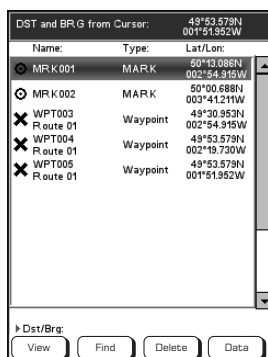 DST and BRG from Cursor: 49°53.579N
001°51.952W
Name: Type: Lat/Lon:
MRK001 MARK 50°13.086N
002°54.915W
MRK002 MARK 50°00.688N
003°41.211W
WPT003 Waypoint 49°30.953N
Route 01 002°54.915W
WPT004 Waypoint 49°53.579N
Route 01 002°19.730W
WPT005 Waypoint 49°53.579N
Route 01 001°51.952W
Dst/Brg:
View Find Delete Data